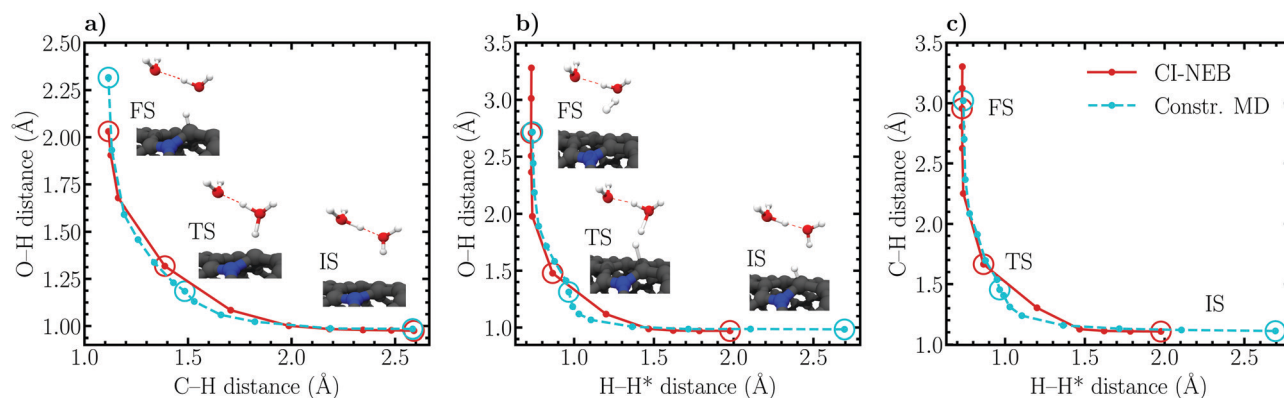 a)
2.50
2.25
2.00
1.75
1.50
1.25
1.00
O–H distance (Å)
FS
TS
IS
1.0
1.5
2.0
2.5
C–H distance (Å)
b)
3.5
3.0
2.5
2.0
1.5
1.0
O–H distance (Å)
FS
TS
IS
1.0
1.5
2.0
2.5
H–H* distance (Å)
c)
3.5
3.0
2.5
2.0
1.5
1.0
C–H distance (Å)
CI-NEB
Constr. MD
FS
TS
IS
1.0
1.5
2.0
2.5
H–H* distance (Å)